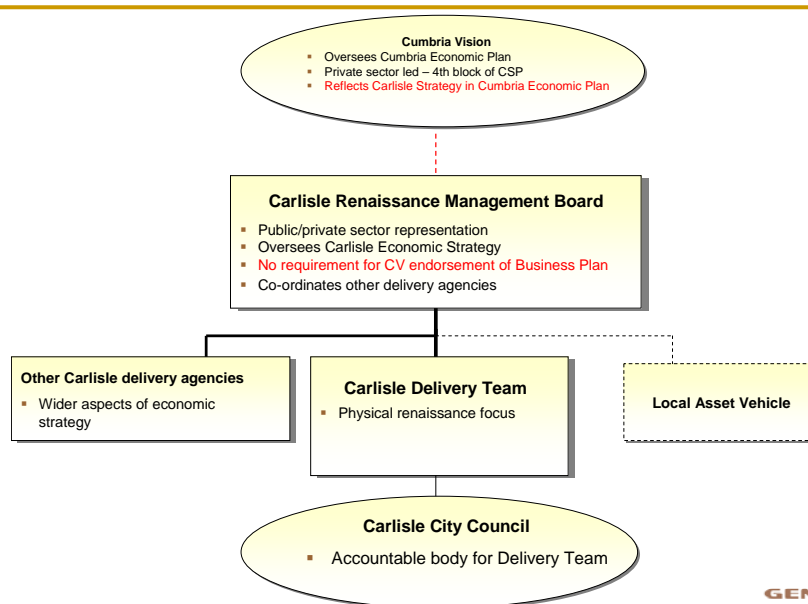 Cumbria Vision
▪ Oversees Cumbria Economic Plan
▪ Private sector led – 4th block of CSP
▪ Reflects Carlisle Strategy in Cumbria Economic Plan
Carlisle Renaissance Management Board
▪ Public/private sector representation
▪ Oversees Carlisle Economic Strategy
▪ No requirement for CV endorsement of Business Plan
▪ Co-ordinates other delivery agencies
Other Carlisle delivery agencies
▪ Wider aspects of economic
strategy
Carlisle Delivery Team
▪ Physical renaissance focus
Local Asset Vehicle
Carlisle City Council
▪ Accountable body for Delivery Team